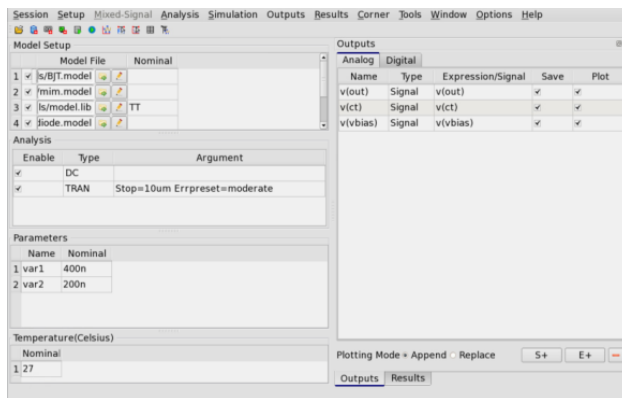 Session Setup Mixed-Signal Analysis Simulation Outputs Results Corner Tools Window Options Help
Model Setup
Model File Nominal
1 ls/BJT.model
2 /mim.model
3 ls/model.lib TT
4 diode.model
Analysis
Enable Type Argument
DC
TRAN Stop=10um Errpreset=moderate
Parameters
Name Nominal
1 var1 400n
2 var2 200n
Temperature(Celsius)
Nominal
1 27
Outputs
Analog Digital
Name Type Expression/Signal Save Plot
v(out) Signal v(out)
v(ct) Signal v(ct)
v(vbias) Signal v(vbias)
Plotting Mode Append Replace S+ E+
Outputs Results